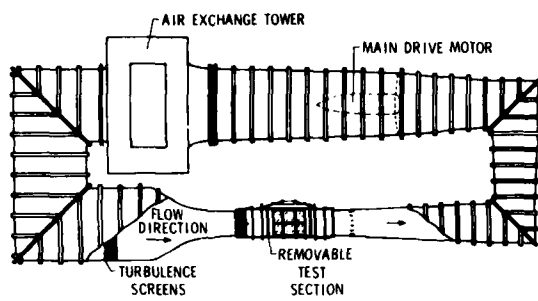 AIR EXCHANGE TOWER
MAIN DRIVE MOTOR
FLOW
DIRECTION
TURBULENCE
SCREENS
REMOVABLE
TEST
SECTION